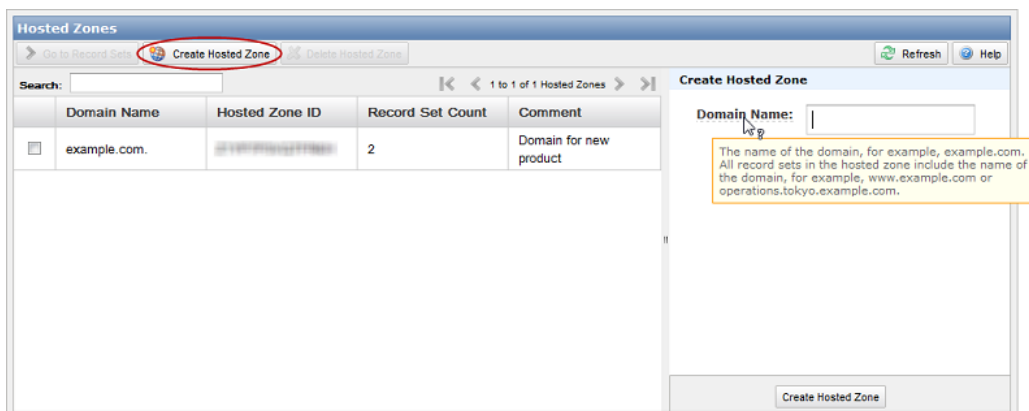 Hosted Zones
Go to Record Sets Create Hosted Zone Delete Hosted Zone Refresh Help
Search: 1 to 1 of 1 Hosted Zones
Domain Name Hosted Zone ID Record Set Count Comment
example.com. 2 Domain for new
product
Create Hosted Zone
Domain Name:
The name of the domain, for example, example.com.
All record sets in the hosted zone include the name of
the domain, for example, www.example.com or
operations.tokyo.example.com.
Create Hosted Zone